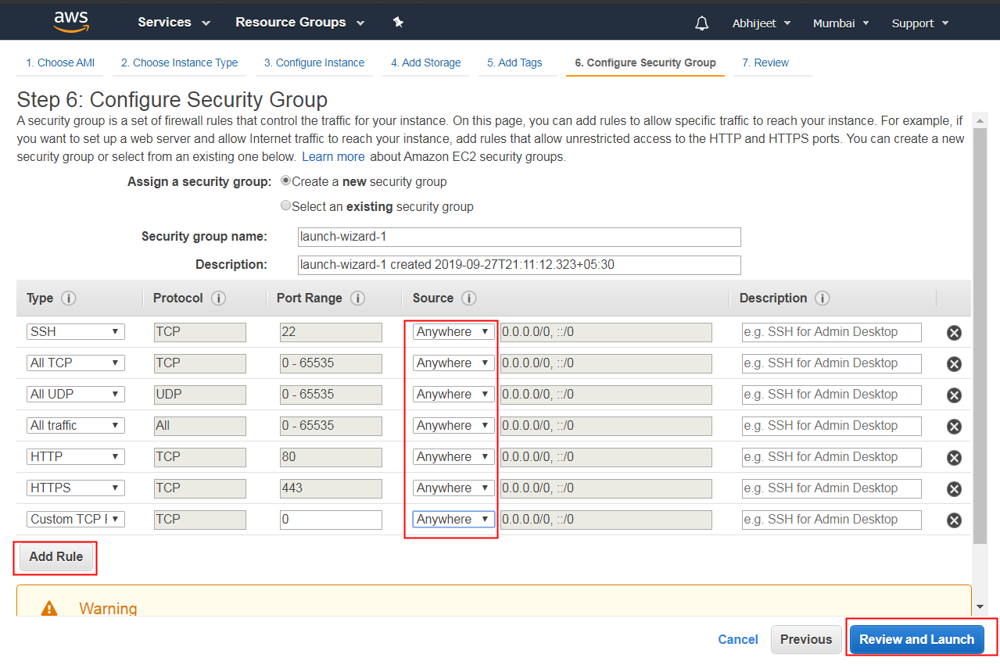 aws Services Resource Groups Abhijeet Mumbai Support
1. Choose AMI 2. Choose Instance Type 3. Configure Instance 4. Add Storage 5. Add Tags 6. Configure Security Group 7. Review
Step 6: Configure Security Group
A security group is a set of firewall rules that control the traffic for your instance. On this page, you can add rules to allow specific traffic to reach your instance. For example, if
you want to set up a web server and allow Internet traffic to reach your instance, add rules that allow unrestricted access to the HTTP and HTTPS ports. You can create a new
security group or select from an existing one below. Learn more about Amazon EC2 security groups.
Assign a security group: Create a new security group
Select an existing security group
Security group name: launch-wizard-1
Description: launch-wizard-1 created 2019-09-27T21:11:12.323+05:30
Type i Protocol i Port Range i Source i Description i
SSH TCP 22 Anywhere 0.0.0.0/0, ::/0 e.g. SSH for Admin Desktop
All TCP TCP 0 - 65535 Anywhere 0.0.0.0/0, ::/0 e.g. SSH for Admin Desktop
All UDP UDP 0 - 65535 Anywhere 0.0.0.0/0, ::/0 e.g. SSH for Admin Desktop
All traffic All 0 - 65535 Anywhere 0.0.0.0/0, ::/0 e.g. SSH for Admin Desktop
HTTP TCP 80 Anywhere 0.0.0.0/0, ::/0 e.g. SSH for Admin Desktop
HTTPS TCP 443 Anywhere 0.0.0.0/0, ::/0 e.g. SSH for Admin Desktop
Custom TCP TCP 0 Anywhere 0.0.0.0/0, ::/0 e.g. SSH for Admin Desktop
Add Rule
Warning
Cancel Previous Review and Launch